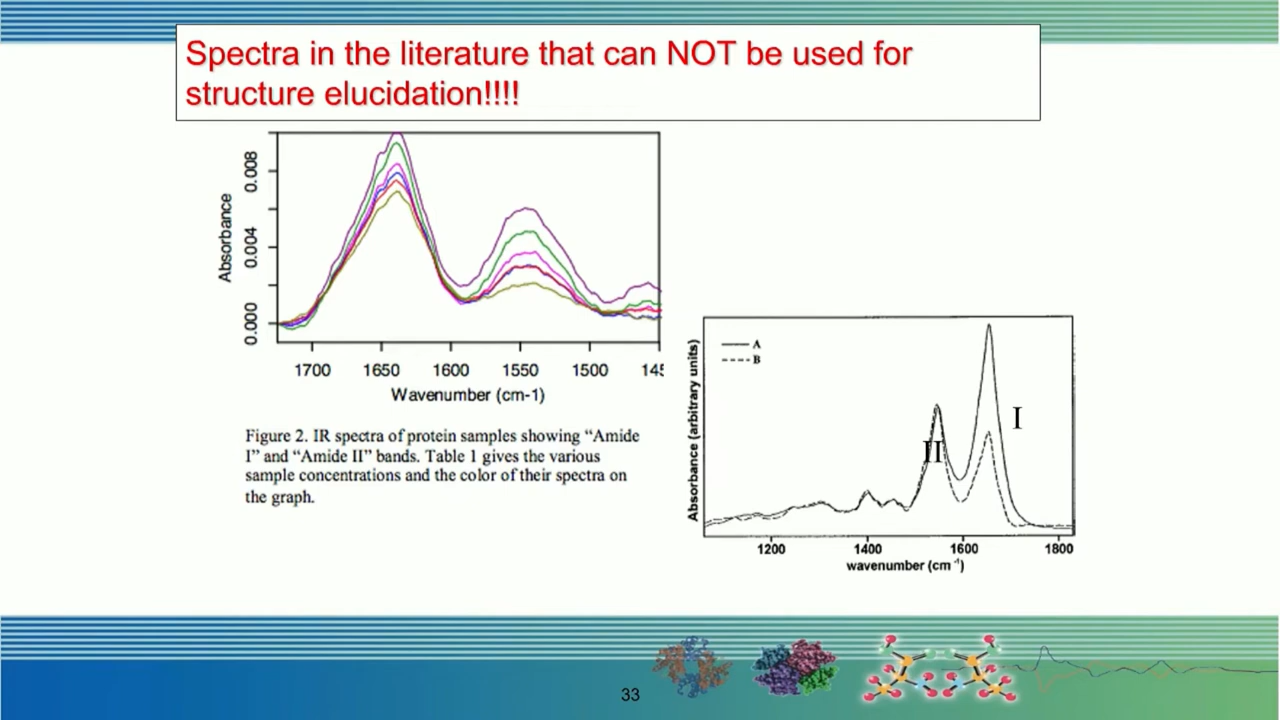 Spectra in the literature that can NOT be used for
structure elucidation!!!!
Absorbance
0.008
0.004
0.000
1700 1650 1600 1550 1500 145
Wavenumber (cm-1)
Figure 2. IR spectra of protein samples showing “Amide
I” and “Amide II” bands. Table 1 gives the various
sample concentrations and the color of their spectra on
the graph.
Absorbance (arbitrary units)
A
B
I
II
1200 1400 1600 1800
wavenumber (cm⁻¹)
33